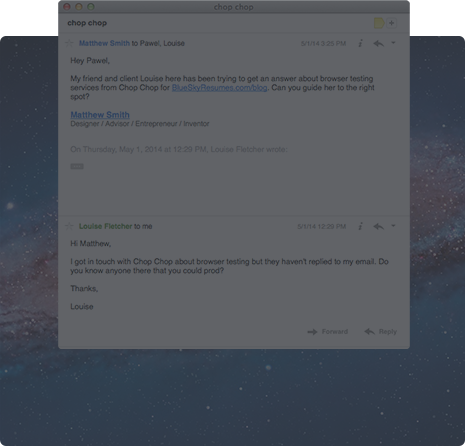 chop chop
chop chop
Matthew Smith to Pawel, Louise 5/1/14 3:25 PM
Hey Pawel,
My friend and client Louise here has been trying to get an answer about browser testing
services from Chop Chop for BlueSkyResumes.com/blog. Can you guide her to the right
spot?
Matthew Smith
Designer / Advisor / Entrepreneur / Inventor
On Thursday, May 1, 2014 at 12:28 PM, Louise Fletcher wrote:
Louise Fletcher to me 5/1/14 12:28 PM
Hi Matthew,
I got in touch with Chop Chop about browser testing but they haven't replied to my email. Do
you know anyone there that you could prod?
Thanks,
Louise
Forward Reply